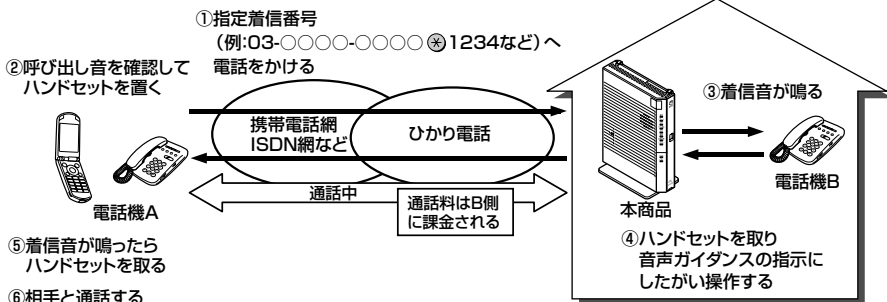 ①指定着信番号
(例:03-○○○○-○○○○✱1234など)へ
電話をかける
②呼び出し音を確認して
ハンドセットを置く
携帯電話網
ISDN網など
ひかり電話
③着信音が鳴る
電話機A
通話中
通話料はB側
に課金される
本商品
電話機B
④ハンドセットを取り
音声ガイダンスの指示に
したがい操作する
⑤着信音が鳴ったら
ハンドセットを取る
⑥相手と通話する